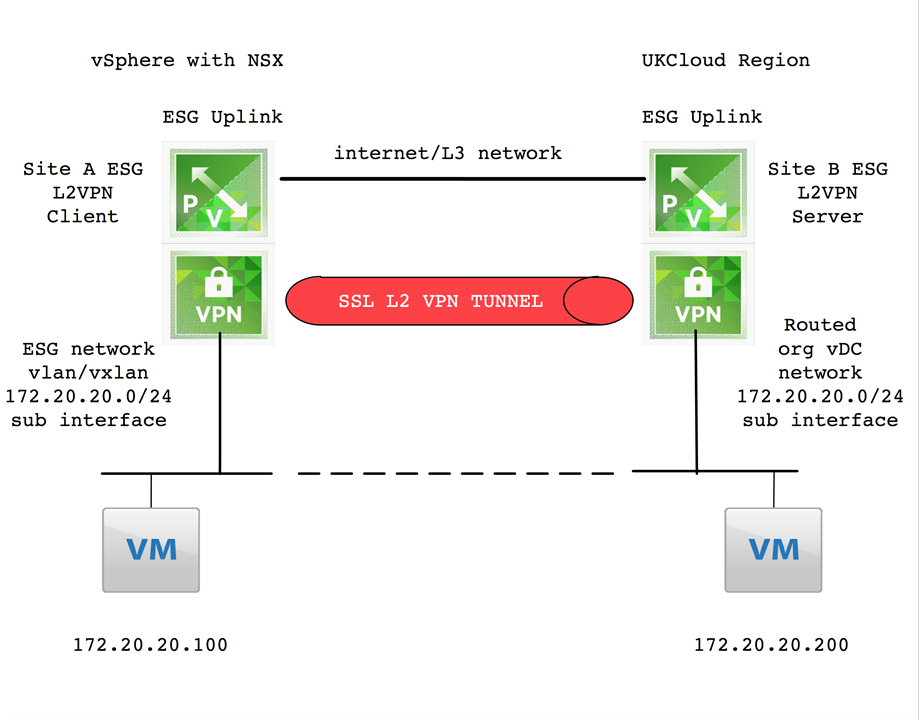 vSphere with NSX
UKCloud Region
ESG Uplink
ESG Uplink
internet/L3 network
Site A ESG
L2VPN
Client
P
V
P
V
Site B ESG
L2VPN
Server
VPN
SSL L2 VPN TUNNEL
VPN
ESG network
vlan/vxlan
172.20.20.0/24
sub interface
Routed
org vDC
network
172.20.20.0/24
sub interface
VM
VM
172.20.20.100
172.20.20.200